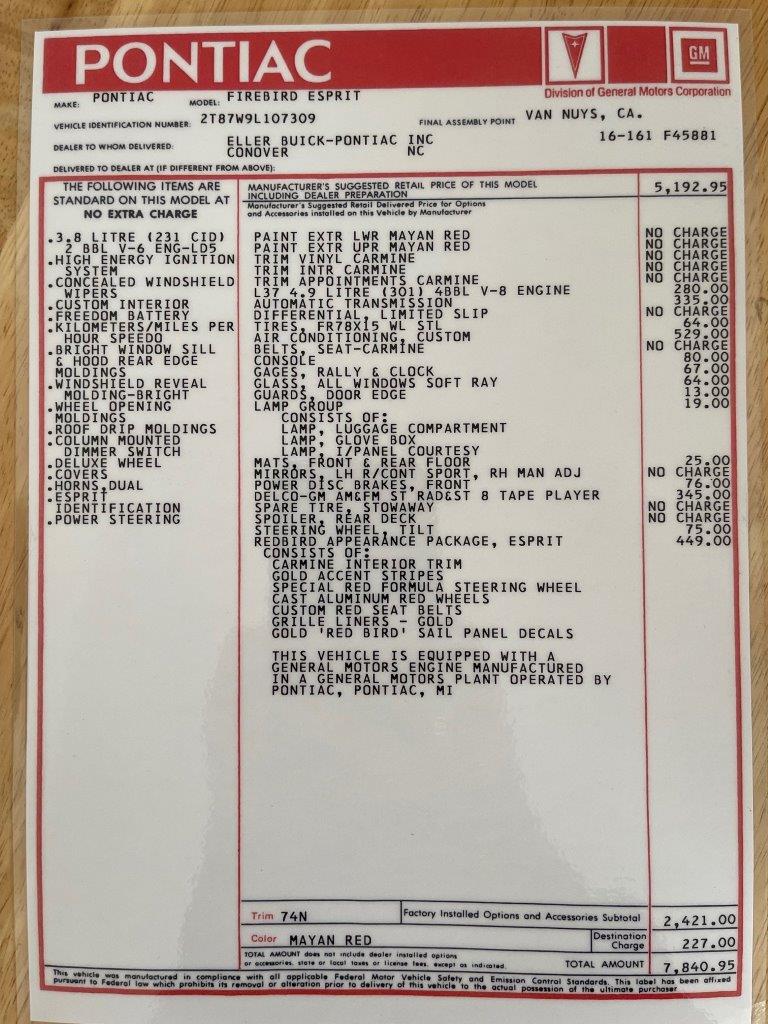 PONTIAC
GM
Division of General Motors Corporation
MAKE: PONTIAC MODEL: FIREBIRD ESPRIT
VEHICLE IDENTIFICATION NUMBER: 2T87W9L107309 FINAL ASSEMBLY POINT VAN NUYS, CA.
DEALER TO WHOM DELIVERED: ELLER BUICK-PONTIAC INC 16-161 F45881
CONOVER NC
DELIVERED TO DEALER AT (IF DIFFERENT FROM ABOVE):
THE FOLLOWING ITEMS ARE
STANDARD ON THIS MODEL AT
NO EXTRA CHARGE
.3.8 LITRE (231 CID)
2 BBL V-6 ENG-LD5
.HIGH ENERGY IGNITION
SYSTEM
.CONCEALED WINDSHIELD
WIPERS
.CUSTOM INTERIOR
.FREEDOM BATTERY
.KILOMETERS/MILES PER
HOUR SPEEDO
.BRIGHT WINDOW SILL
& HOOD REAR EDGE
MOLDINGS
.WINDSHIELD REVEAL
MOLDING-BRIGHT
.WHEEL OPENING
MOLDINGS
.ROOF DRIP MOLDINGS
.COLUMN MOUNTED
DIMMER SWITCH
.DELUXE WHEEL
.COVERS
.HORNS,DUAL
.ESPRIT
IDENTIFICATION
.POWER STEERING
MANUFACTURER'S SUGGESTED RETAIL PRICE OF THIS MODEL
INCLUDING DEALER PREPARATION 5,192.95
Manufacturer's Suggested Retail Delivered Price for Options
and Accessories installed on this Vehicle by Manufacturer
PAINT EXTR LWR MAYAN RED NO CHARGE
PAINT EXTR UPR MAYAN RED NO CHARGE
TRIM VINYL CARMINE NO CHARGE
TRIM INTR CARMINE NO CHARGE
TRIM APPOINTMENTS CARMINE NO CHARGE
L37 4.9 LITRE (301) 4BBL V-8 ENGINE 280.00
AUTOMATIC TRANSMISSION 335.00
DIFFERENTIAL, LIMITED SLIP NO CHARGE
TIRES, FR78X15 WL STL 64.00
AIR CONDITIONING, CUSTOM 529.00
BELTS, SEAT-CARMINE NO CHARGE
CONSOLE 80.00
GAGES, RALLY & CLOCK 67.00
GLASS, ALL WINDOWS SOFT RAY 64.00
GUARDS, DOOR EDGE 13.00
LAMP GROUP 19.00
CONSISTS OF:
LAMP, LUGGAGE COMPARTMENT
LAMP, GLOVE BOX
LAMP, I/PANEL COURTESY
MATS, FRONT & REAR FLOOR 25.00
MIRRORS, LH R/CONT SPORT, RH MAN ADJ NO CHARGE
POWER DISC BRAKES, FRONT 76.00
DELCO-GM AM&FM ST RAD&ST 8 TAPE PLAYER 345.00
SPARE TIRE, STOWAWAY NO CHARGE
SPOILER, REAR DECK NO CHARGE
STEERING WHEEL, TILT 75.00
REDBIRD APPEARANCE PACKAGE, ESPRIT 449.00
CONSISTS OF:
CARMINE INTERIOR TRIM
GOLD ACCENT STRIPES
SPECIAL RED FORMULA STEERING WHEEL
CAST ALUMINUM RED WHEELS
CUSTOM RED SEAT BELTS
GRILLE LINERS - GOLD
GOLD 'RED BIRD' SAIL PANEL DECALS
THIS VEHICLE IS EQUIPPED WITH A
GENERAL MOTORS ENGINE MANUFACTURED
IN A GENERAL MOTORS PLANT OPERATED BY
PONTIAC, PONTIAC, MI
Trim 74N Factory Installed Options and Accessories Subtotal 2,421.00
Color MAYAN RED Destination Charge 227.00
TOTAL AMOUNT does not include dealer installed options
or accessories, state or local taxes or license fees, except as indicated. TOTAL AMOUNT 7,840.95
This vehicle was manufactured in compliance with all applicable Federal Motor Vehicle Safety and Emission Control Standards. This label has been affixed
pursuant to Federal law which prohibits its removal or alteration prior to delivery of this vehicle to the actual possession of the ultimate purchaser